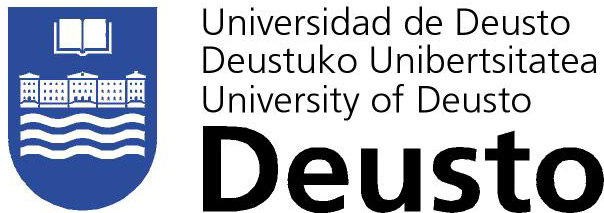 Universidad de Deusto
Deustuko Unibertsitatea
University of Deusto
Deusto